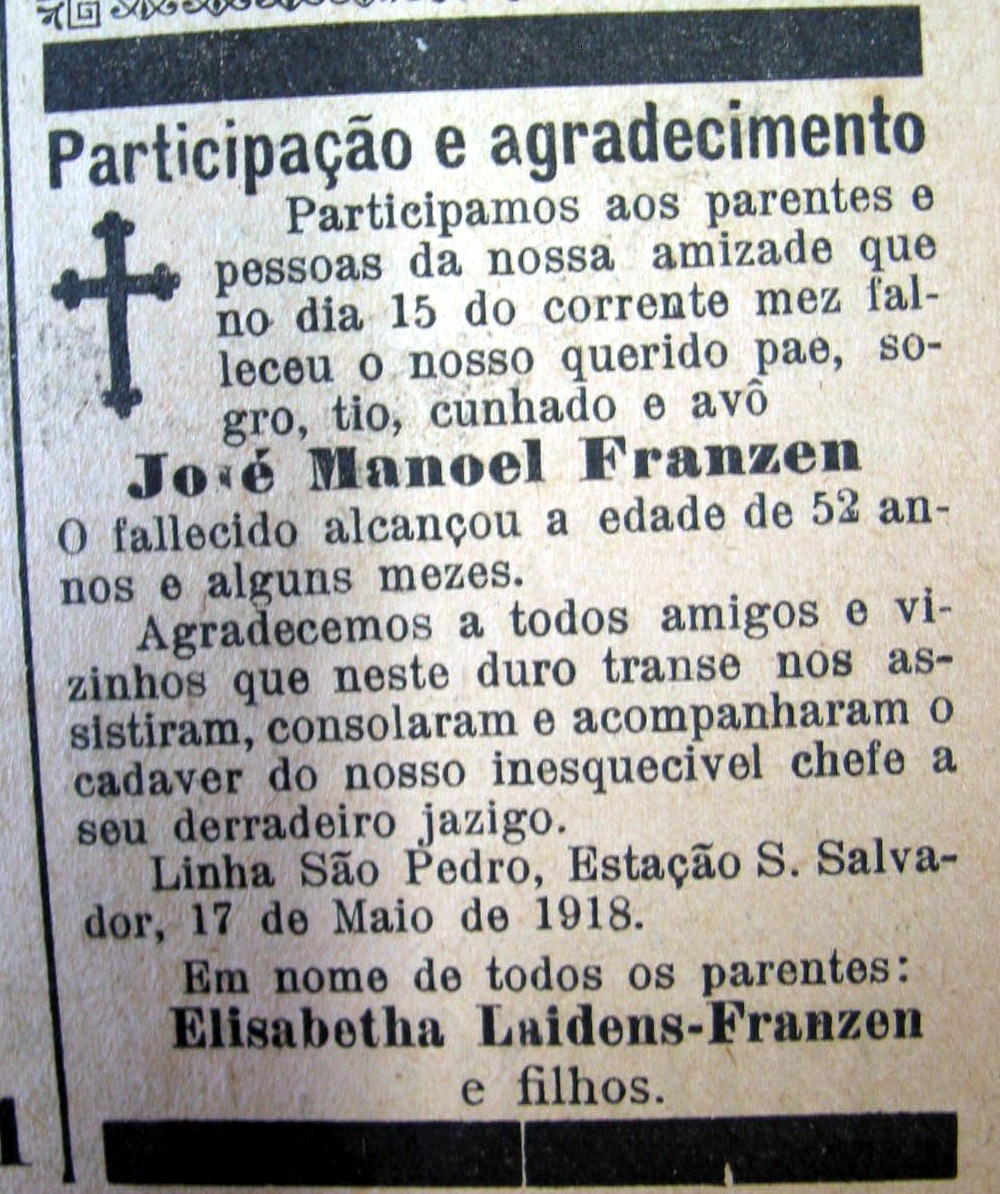 Participação e agradecimento
Participamos aos parentes e
pessoas da nossa amizade que
no dia 15 do corrente mez fal-
leceu o nosso querido pae, so-
gro, tio, cunhado e avô
José Manoel Franzen
O fallecido alcançou a edade de 52 an-
nos e alguns mezes.
Agradecemos a todos amigos e vi-
zinhos que neste duro transe nos as-
sistiram, consolaram e acompanharam o
cadaver do nosso inesquecivel chefe a
seu derradeiro jazigo.
Linha São Pedro, Estação S. Salva-
dor, 17 de Maio de 1918.
Em nome de todos os parentes:
Elisabetha Laidens-Franzen
e filhos.